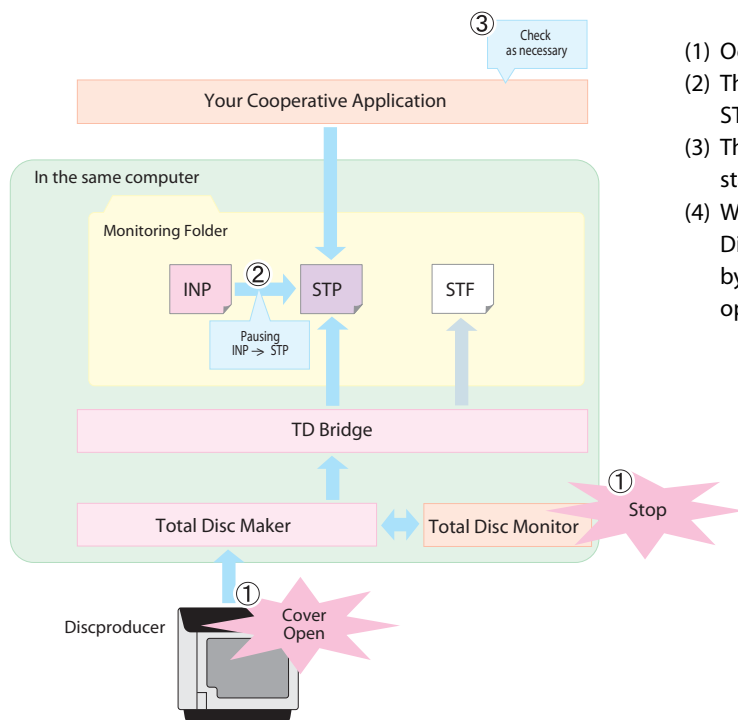 ③
Check
as necessary
Your Cooperative Application
In the same computer
Monitoring Folder
INP
②
STP
STF
Pausing
INP → STP
TD Bridge
Total Disc Maker
Total Disc Monitor
①
Stop
①
Cover
Open
Discproducer
(1)
(2) Th
ST
(3) Th
st
(4) W
Di
by
op